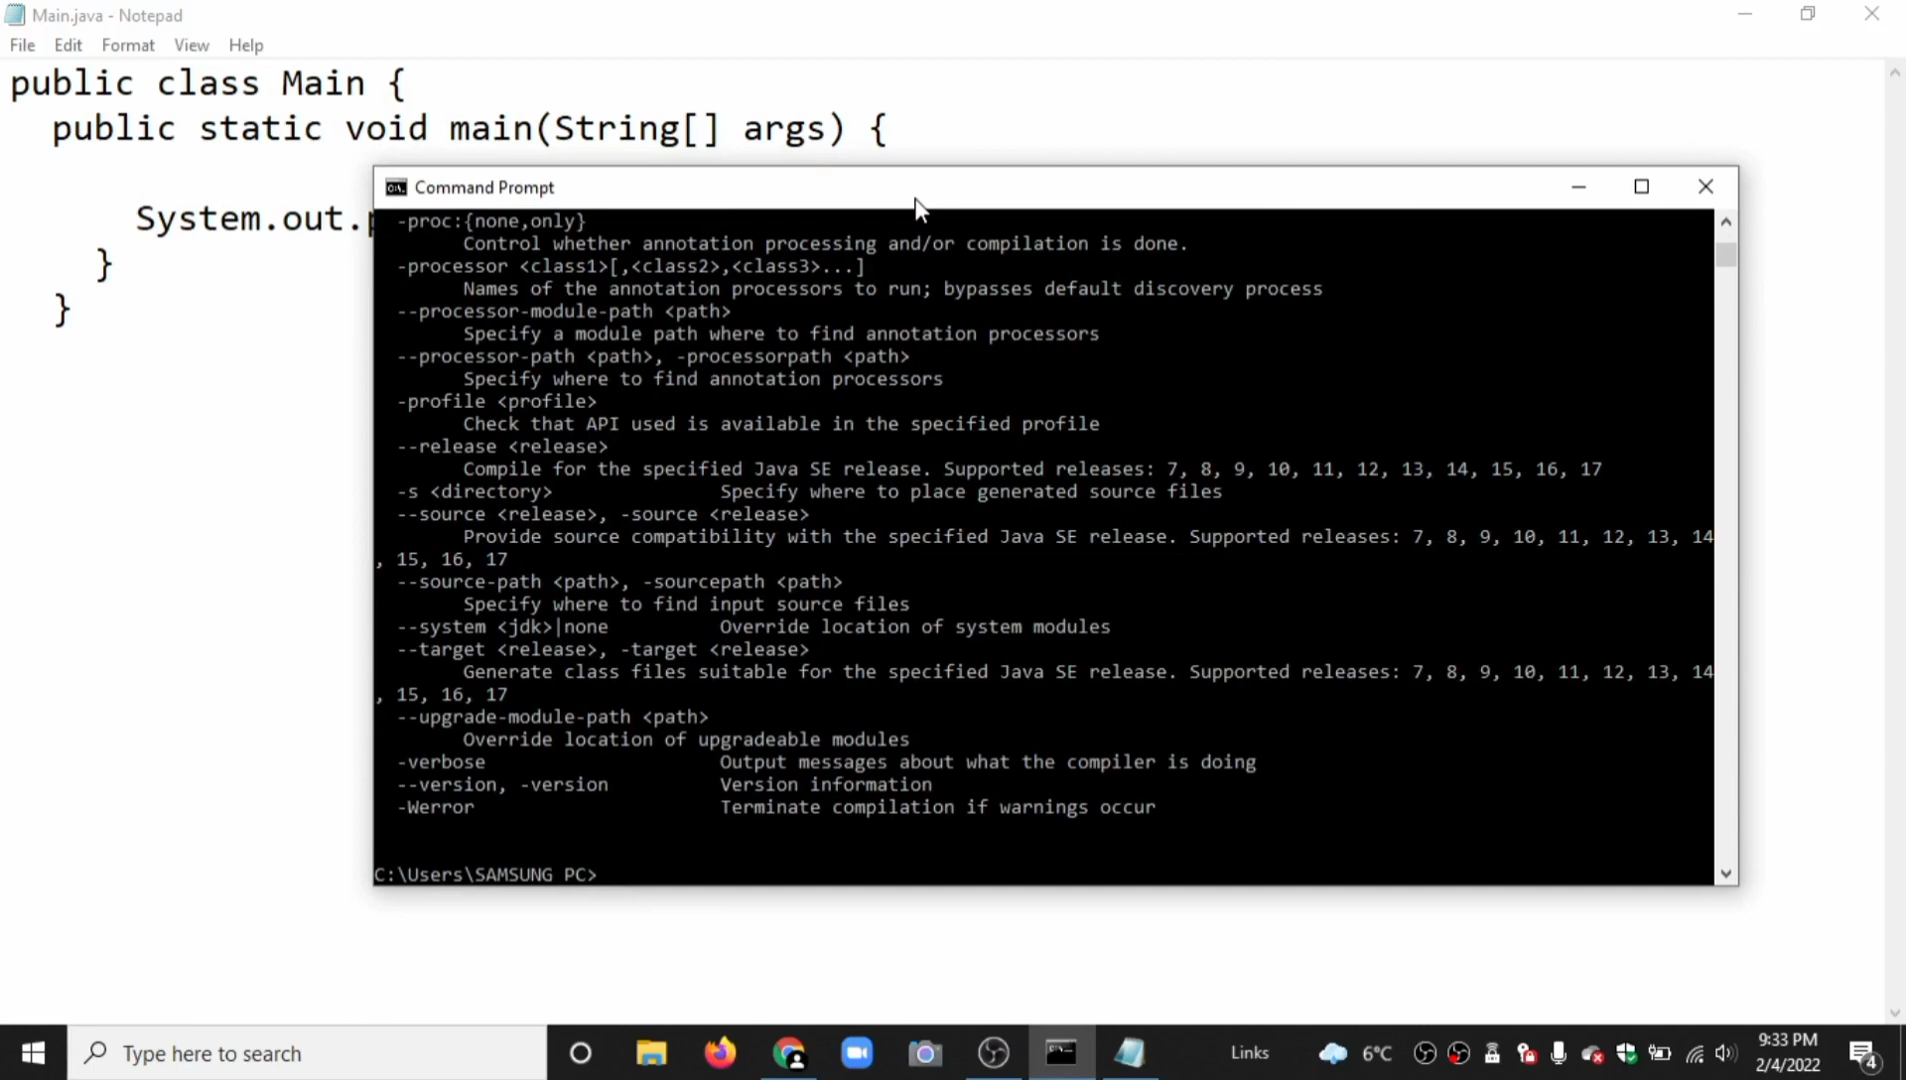 Main.java - Notepad
File Edit Format View Help
public class Main {
public static void main(String[] args) {
System.out.
}
}
Command Prompt
-proc:{none,only}
Control whether annotation processing and/or compilation is done.
-processor <class1>[,<class2>,<class3>...]
Names of the annotation processors to run; bypasses default discovery process
--processor-module-path <path>
Specify a module path where to find annotation processors
--processor-path <path>, -processorpath <path>
Specify where to find annotation processors
-profile <profile>
Check that API used is available in the specified profile
--release <release>
Compile for the specified Java SE release. Supported releases: 7, 8, 9, 10, 11, 12, 13, 14, 15, 16, 17
-s <directory> Specify where to place generated source files
--source <release>, -source <release>
Provide source compatibility with the specified Java SE release. Supported releases: 7, 8, 9, 10, 11, 12, 13, 14
, 15, 16, 17
--source-path <path>, -sourcepath <path>
Specify where to find input source files
--system <jdk>|none Override location of system modules
--target <release>, -target <release>
Generate class files suitable for the specified Java SE release. Supported releases: 7, 8, 9, 10, 11, 12, 13, 14
, 15, 16, 17
--upgrade-module-path <path>
Override location of upgradeable modules
-verbose Output messages about what the compiler is doing
--version, -version Version information
-Werror Terminate compilation if warnings occur
C:\Users\SAMSUNG PC>
Type here to search
Links
6°C
9:33 PM
2/4/2022
4